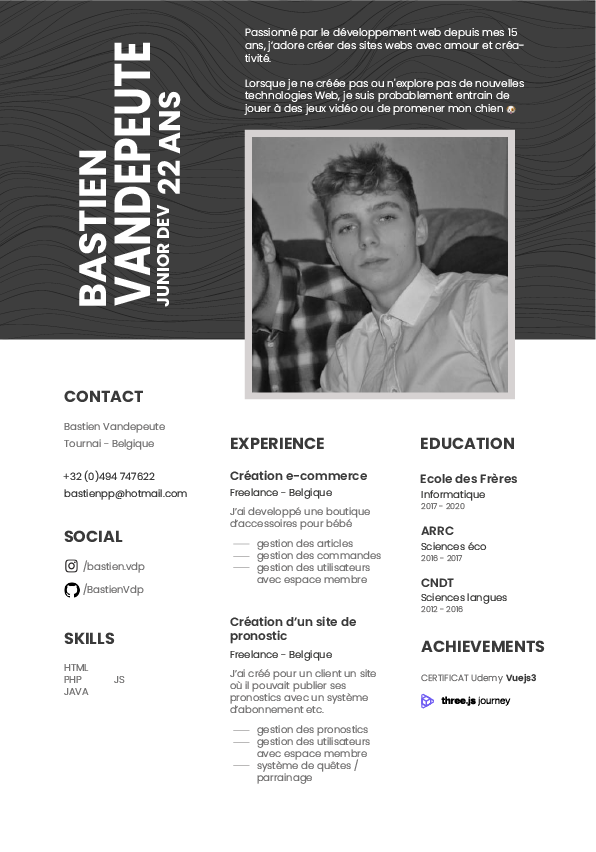 BASTIEN
VANDEPEUTE
JUNIOR DEV 22 ANS
Passionné par le développement web depuis mes 15
ans, j'adore créer des sites webs avec amour et créa-
tivité.
Lorsque je ne créée pas ou n'explore pas de nouvelles
technologies Web, je suis probablement entrain de
jouer à des jeux vidéo ou de promener mon chien
CONTACT
Bastien Vandepeute
Tournai - Belgique
+32 (0)494 747622
bastienpp@hotmail.com
SOCIAL
/bastien.vdp
/BastienVdp
SKILLS
HTML
PHP JS
JAVA
EXPERIENCE
Création e-commerce
Freelance - Belgique
J'ai developpé une boutique
d'accessoires pour bébé
gestion des articles
gestion des commandes
gestion des utilisateurs
avec espace membre
Création d'un site de
pronostic
Freelance - Belgique
J'ai créé pour un client un site
où il pouvait publier ses
pronostics avec un système
d'abonnement etc.
gestion des pronostics
gestion des utilisateurs
avec espace membre
système de quêtes /
parrainage
EDUCATION
Ecole des Frères
Informatique
2017 - 2020
ARRC
Sciences éco
2016 - 2017
CNDT
Sciences langues
2012 - 2016
ACHIEVEMENTS
CERTIFICAT Udemy Vuejs3
three.js journey